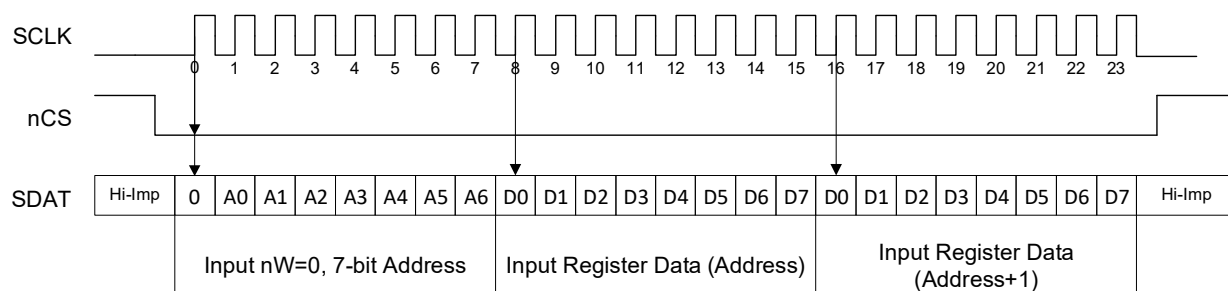 SCLK
0 1 2 3 4 5 6 7 8 9 10 11 12 13 14 15 16 17 18 19 20 21 22 23
nCS
SDAT Hi-Imp 0 A0 A1 A2 A3 A4 A5 A6 D0 D1 D2 D3 D4 D5 D6 D7 D0 D1 D2 D3 D4 D5 D6 D7 Hi-Imp
Input nW=0, 7-bit Address Input Register Data (Address) Input Register Data
(Address+1)